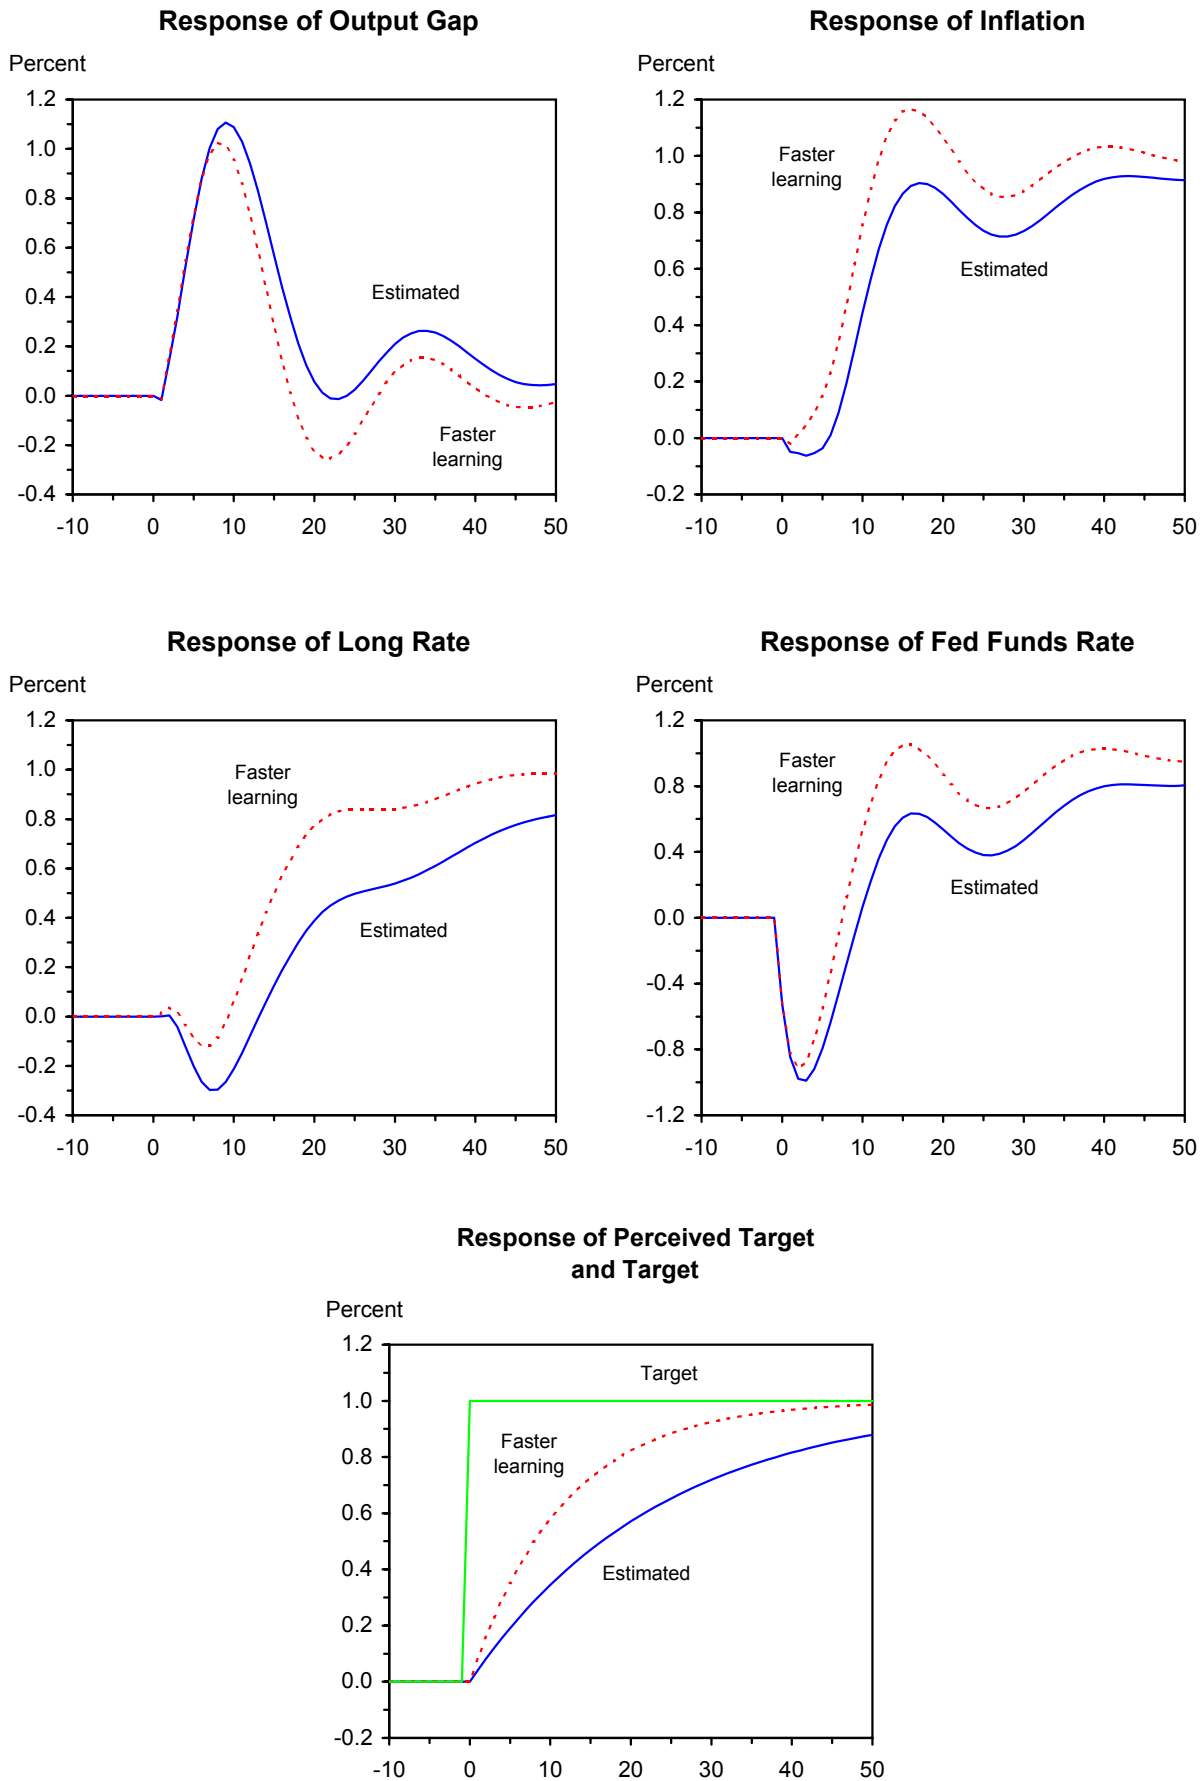 Response of Output Gap
Percent
1.2
1.0
0.8
0.6
0.4
0.2
0.0
-0.2
-0.4
-10 0 10 20 30 40 50
Estimated
Faster
learning
Response of Inflation
Percent
1.2
1.0
0.8
0.6
0.4
0.2
0.0
-0.2
-10 0 10 20 30 40 50
Faster
learning
Estimated
Response of Long Rate
Percent
1.2
1.0
0.8
0.6
0.4
0.2
0.0
-0.2
-0.4
-10 0 10 20 30 40 50
Faster
learning
Estimated
Response of Fed Funds Rate
Percent
1.2
0.8
0.4
0.0
-0.4
-0.8
-1.2
-10 0 10 20 30 40 50
Faster
learning
Estimated
Response of Perceived Target
and Target
Percent
1.2
1.0
0.8
0.6
0.4
0.2
0.0
-0.2
-10 0 10 20 30 40 50
Target
Faster
learning
Estimated